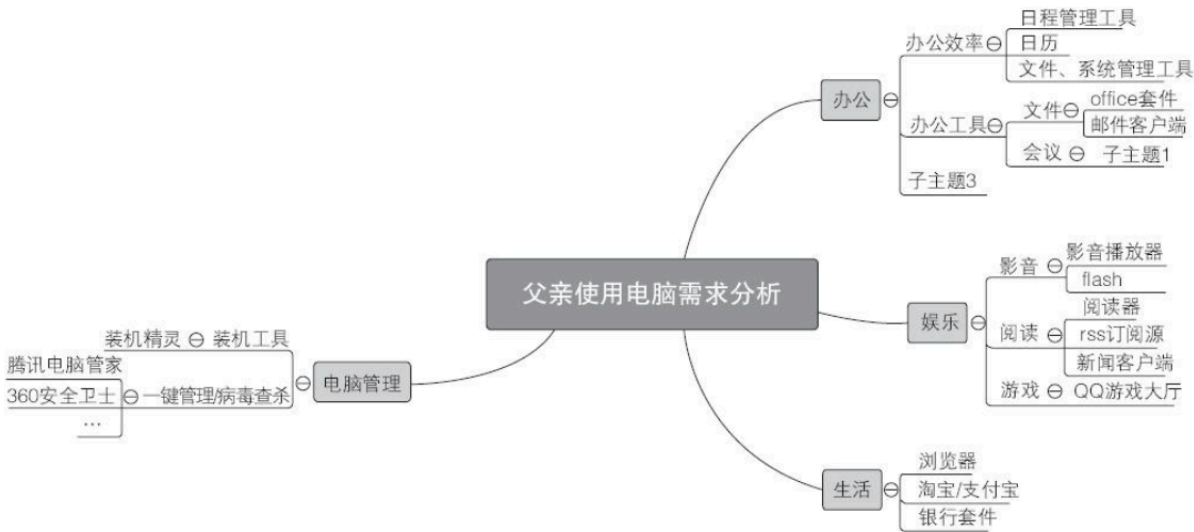 父亲使用电脑需求分析
办公
办公效率
日程管理工具
日历
文件、系统管理工具
办公工具
文件
office套件
邮件客户端
会议
子主题1
子主题3
娱乐
影音
影音播放器
flash
阅读
阅读器
rss订阅源
新闻客户端
游戏
QQ游戏大厅
生活
浏览器
淘宝/支付宝
银行套件
电脑管理
装机工具
装机精灵
一键管理/病毒查杀
腾讯电脑管家
360安全卫士
...